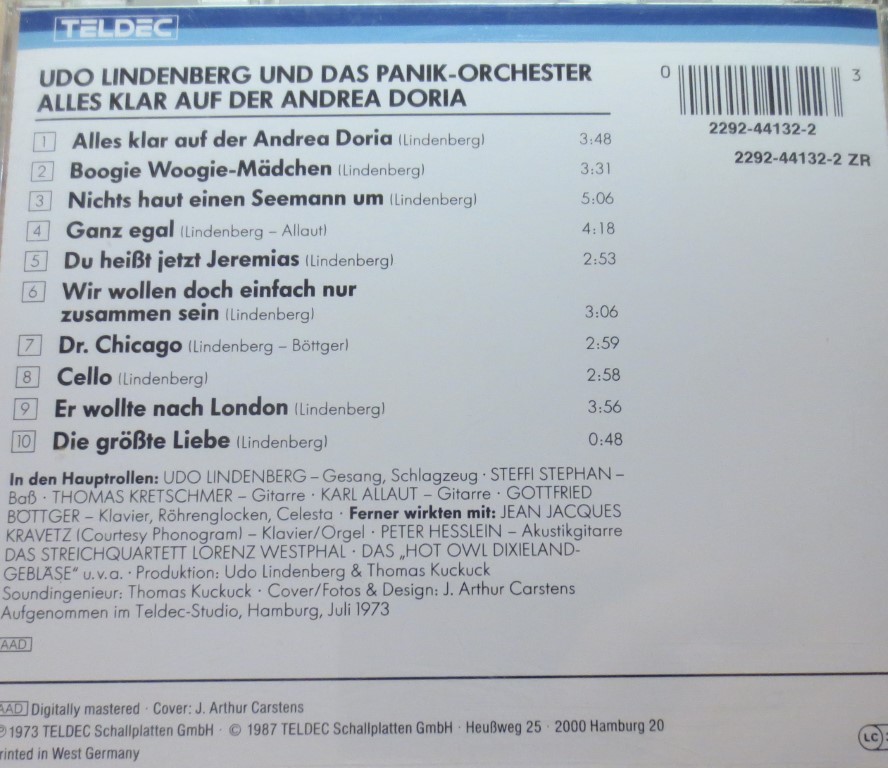 TELDEC
UDO LINDENBERG UND DAS PANIK-ORCHESTER
ALLES KLAR AUF DER ANDREA DORIA
0 3
2292-44132-2
2292-44132-2 ZR
1 Alles klar auf der Andrea Doria (Lindenberg) 3:48
2 Boogie Woogie-Mädchen (Lindenberg) 3:31
3 Nichts haut einen Seemann um (Lindenberg) 5:06
4 Ganz egal (Lindenberg – Allaut) 4:18
5 Du heißt jetzt Jeremias (Lindenberg) 2:53
6 Wir wollen doch einfach nur
zusammen sein (Lindenberg) 3:06
7 Dr. Chicago (Lindenberg – Böttger) 2:59
8 Cello (Lindenberg) 2:58
9 Er wollte nach London (Lindenberg) 3:56
10 Die größte Liebe (Lindenberg) 0:48
In den Hauptrollen: UDO LINDENBERG – Gesang, Schlagzeug · STEFFI STEPHAN –
Baß · THOMAS KRETSCHMER – Gitarre · KARL ALLAUT – Gitarre · GOTTFRIED
BÖTTGER – Klavier, Röhrenglocken, Celesta · Ferner wirkten mit: JEAN JACQUES
KRAVETZ (Courtesy Phonogram) – Klavier/Orgel · PETER HESSLEIN – Akustikgitarre
DAS STREICHQUARTETT LORENZ WESTPHAL · DAS „HOT OWL DIXIELAND-
GEBLÄSE“ u.v.a. · Produktion: Udo Lindenberg & Thomas Kuckuck
Soundingenieur: Thomas Kuckuck · Cover/Fotos & Design: J. Arthur Carstens
Aufgenommen im Teldec-Studio, Hamburg, Juli 1973
AAD
AAD Digitally mastered · Cover: J. Arthur Carstens
℗ 1973 TELDEC Schallplatten GmbH · © 1987 TELDEC Schallplatten GmbH · Heußweg 25 · 2000 Hamburg 20
rinted in West Germany
LC